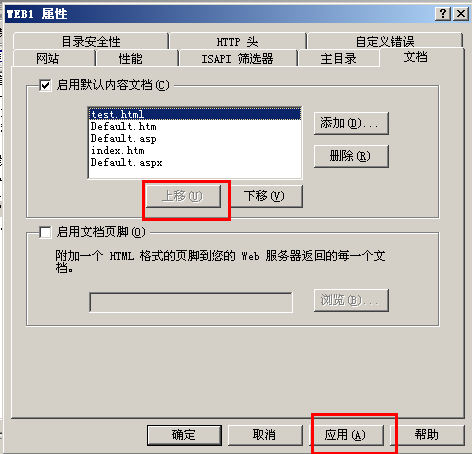 WEB1 属性
目录安全性 HTTP 头 自定义错误
网站 性能 ISAPI 筛选器 主目录 文档
启用默认内容文档(C)
test.html
Default.htm
Default.asp
index.htm
Default.aspx
添加(D)...
删除(R)
上移(U) 下移(V)
启用文档页脚(O)
附加一个 HTML 格式的页脚到您的 Web 服务器返回的每一个文
档。
浏览(B)...
确定 取消 应用(A) 帮助